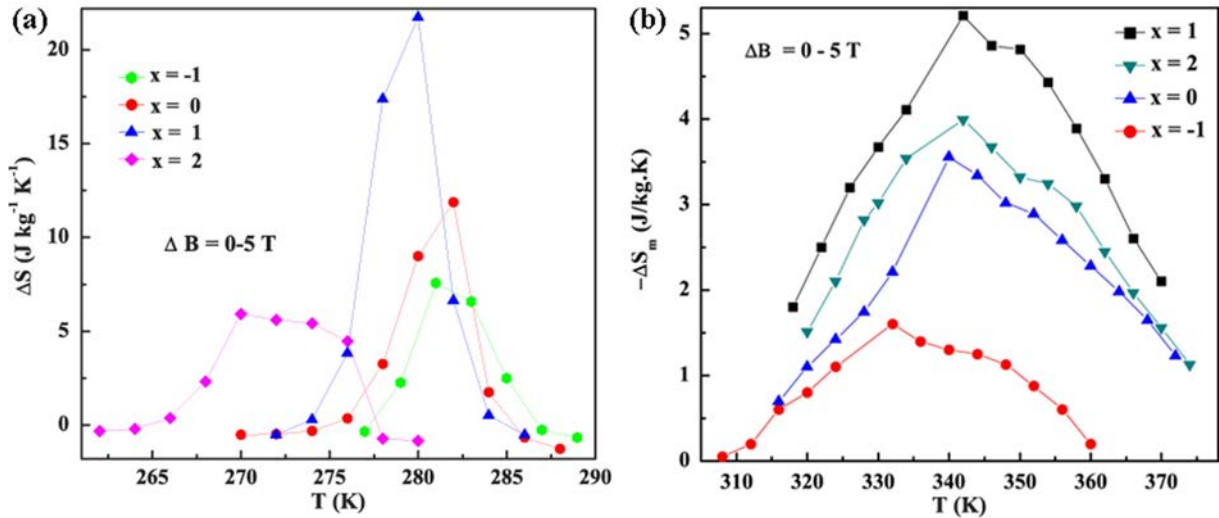 (a)
20
15
10
5
0
ΔS (J kg⁻¹ K⁻¹)
x = -1
x = 0
x = 1
x = 2
Δ B = 0-5 T
265 270 275 280 285 290
T (K)
(b)
5
4
3
2
1
0
−ΔSₘ (J/kg.K)
ΔB = 0 - 5 T
x = 1
x = 2
x = 0
x = -1
310 320 330 340 350 360 370
T (K)